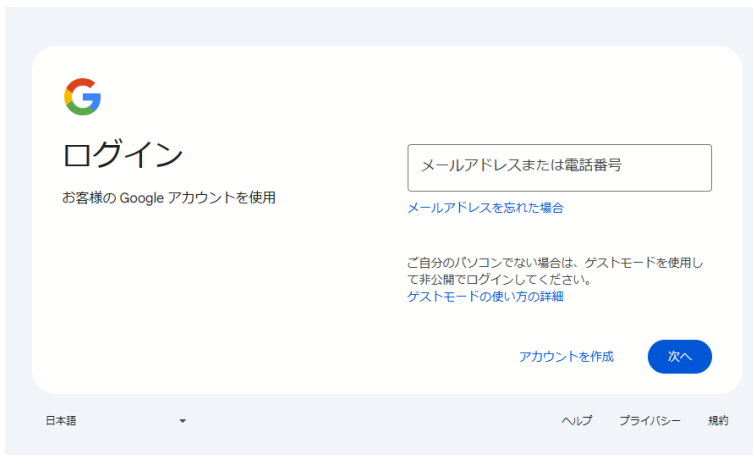 ログイン
お客様の Google アカウントを使用
メールアドレスまたは電話番号
メールアドレスを忘れた場合
ご自分のパソコンでない場合は、ゲストモードを使用し
て非公開でログインしてください。
ゲストモードの使い方の詳細
アカウントを作成
次へ
日本語
ヘルプ
プライバシー
規約